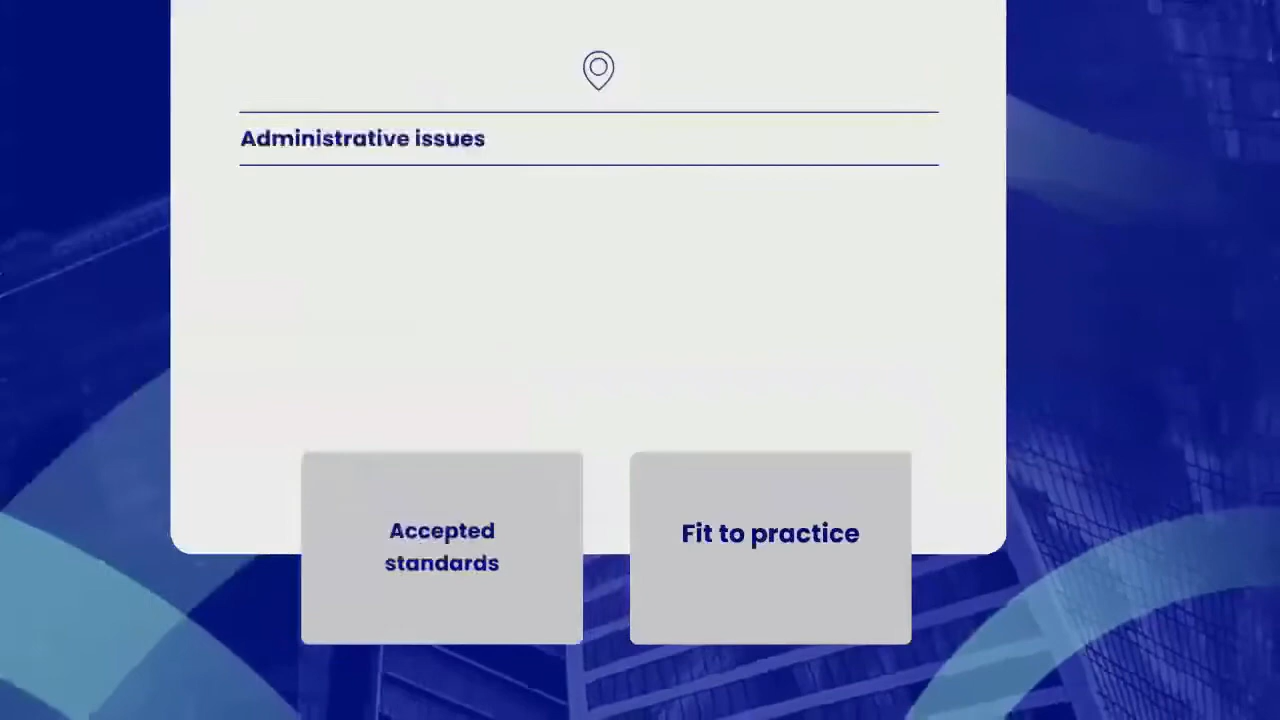 Administrative issues
Accepted
standards
Fit to practice